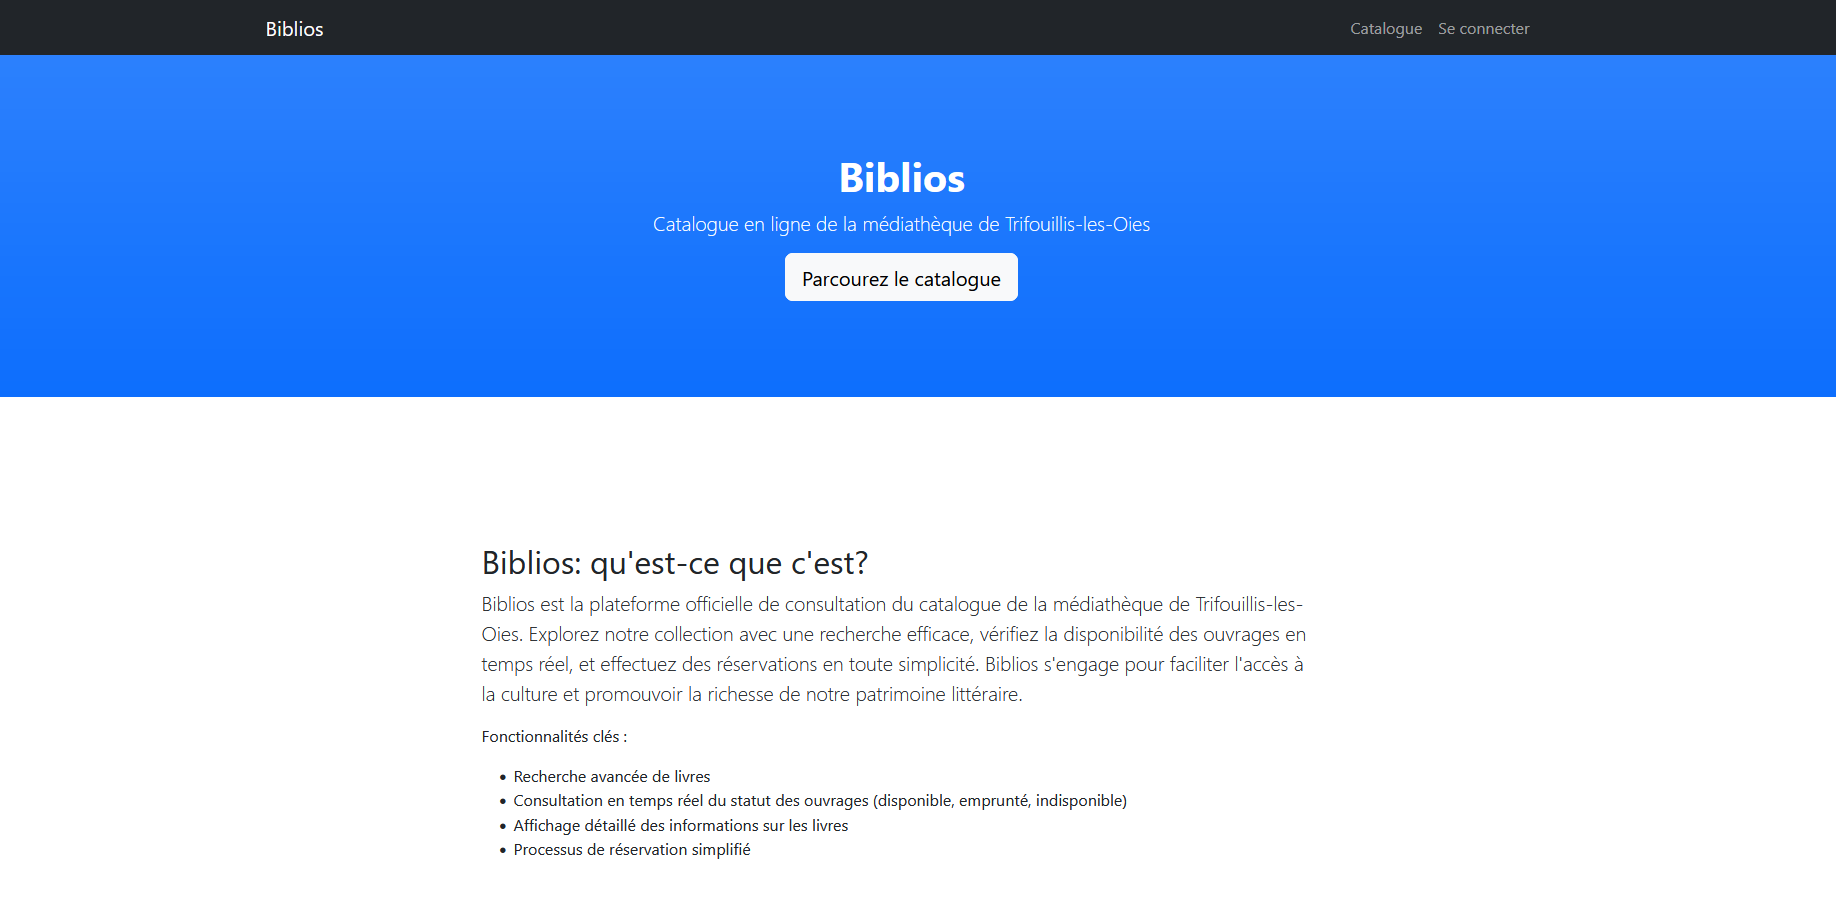 Biblios
Catalogue Se connecter
Biblios
Catalogue en ligne de la médiathèque de Trifouillis-les-Oies
Parcourez le catalogue
Biblios: qu'est-ce que c'est?
Biblios est la plateforme officielle de consultation du catalogue de la médiathèque de Trifouillis-les-
Oies. Explorez notre collection avec une recherche efficace, vérifiez la disponibilité des ouvrages en
temps réel, et effectuez des réservations en toute simplicité. Biblios s'engage pour faciliter l'accès à
la culture et promouvoir la richesse de notre patrimoine littéraire.
Fonctionnalités clés :
• Recherche avancée de livres
• Consultation en temps réel du statut des ouvrages (disponible, emprunté, indisponible)
• Affichage détaillé des informations sur les livres
• Processus de réservation simplifié